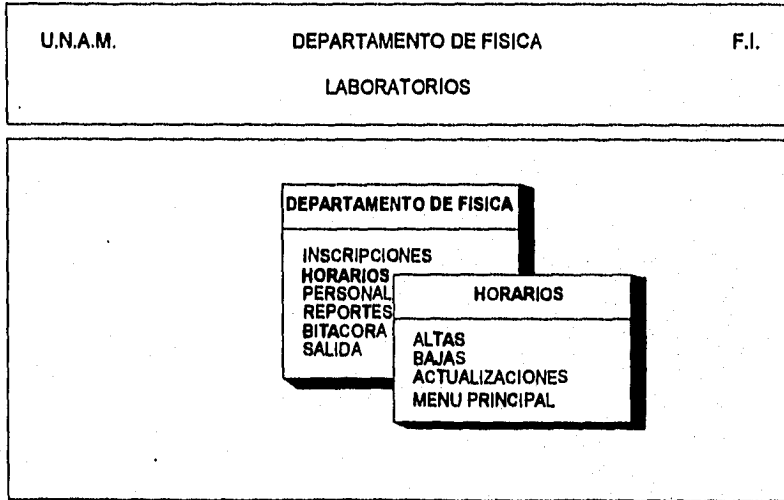 U.N.A.M. DEPARTAMENTO DE FISICA F.I.
LABORATORIOS
DEPARTAMENTO DE FISICA
INSCRIPCIONES
HORARIOS
PERSONAL
REPORTES
BITACORA
SALIDA
HORARIOS
ALTAS
BAJAS
ACTUALIZACIONES
MENU PRINCIPAL